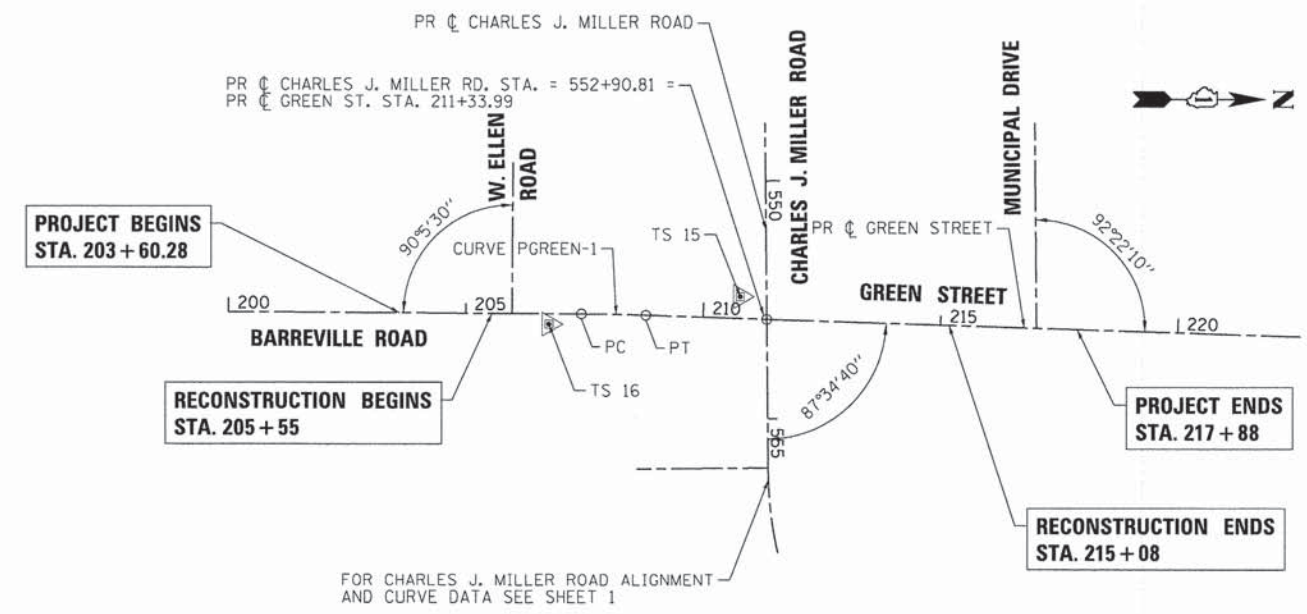 PR ℄ CHARLES J. MILLER ROAD
PR ℄ CHARLES J. MILLER RD. STA. = 552+90.81 =
PR ℄ GREEN ST. STA. 211+33.99
W. ELLEN
ROAD
CHARLES J. MILLER ROAD
MUNICIPAL DRIVE
N
PROJECT BEGINS
STA. 203+60.28
90°5'30"
CURVE PGREEN-1
TS 15
550
PR ℄ GREEN STREET
92°22'10"
200
205
210
GREEN STREET
215
220
BARREVILLE ROAD
PC
PT
TS 16
RECONSTRUCTION BEGINS
STA. 205+55
87°34'40"
555
PROJECT ENDS
STA. 217+88
RECONSTRUCTION ENDS
STA. 215+08
FOR CHARLES J. MILLER ROAD ALIGNMENT
AND CURVE DATA SEE SHEET 1